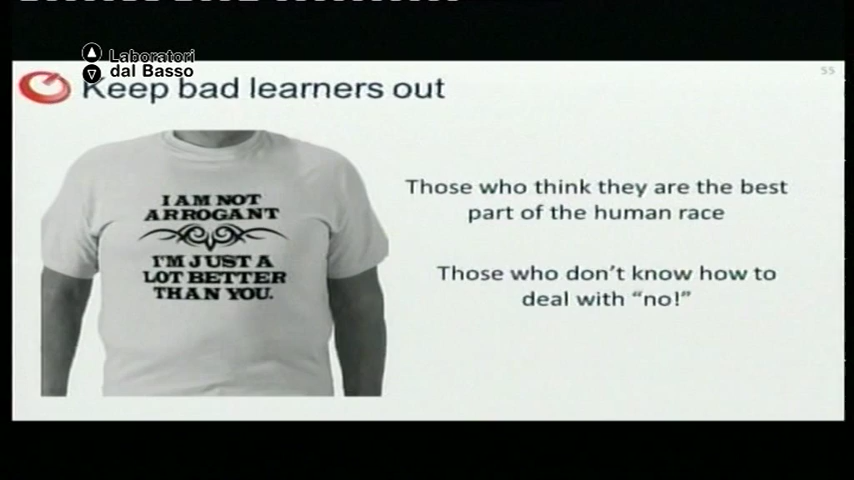 Laboratori
dal Basso
Keep bad learners out
55
I AM NOT
ARROGANT
I'M JUST A
LOT BETTER
THAN YOU.
Those who think they are the best
part of the human race
Those who don't know how to
deal with “no!”